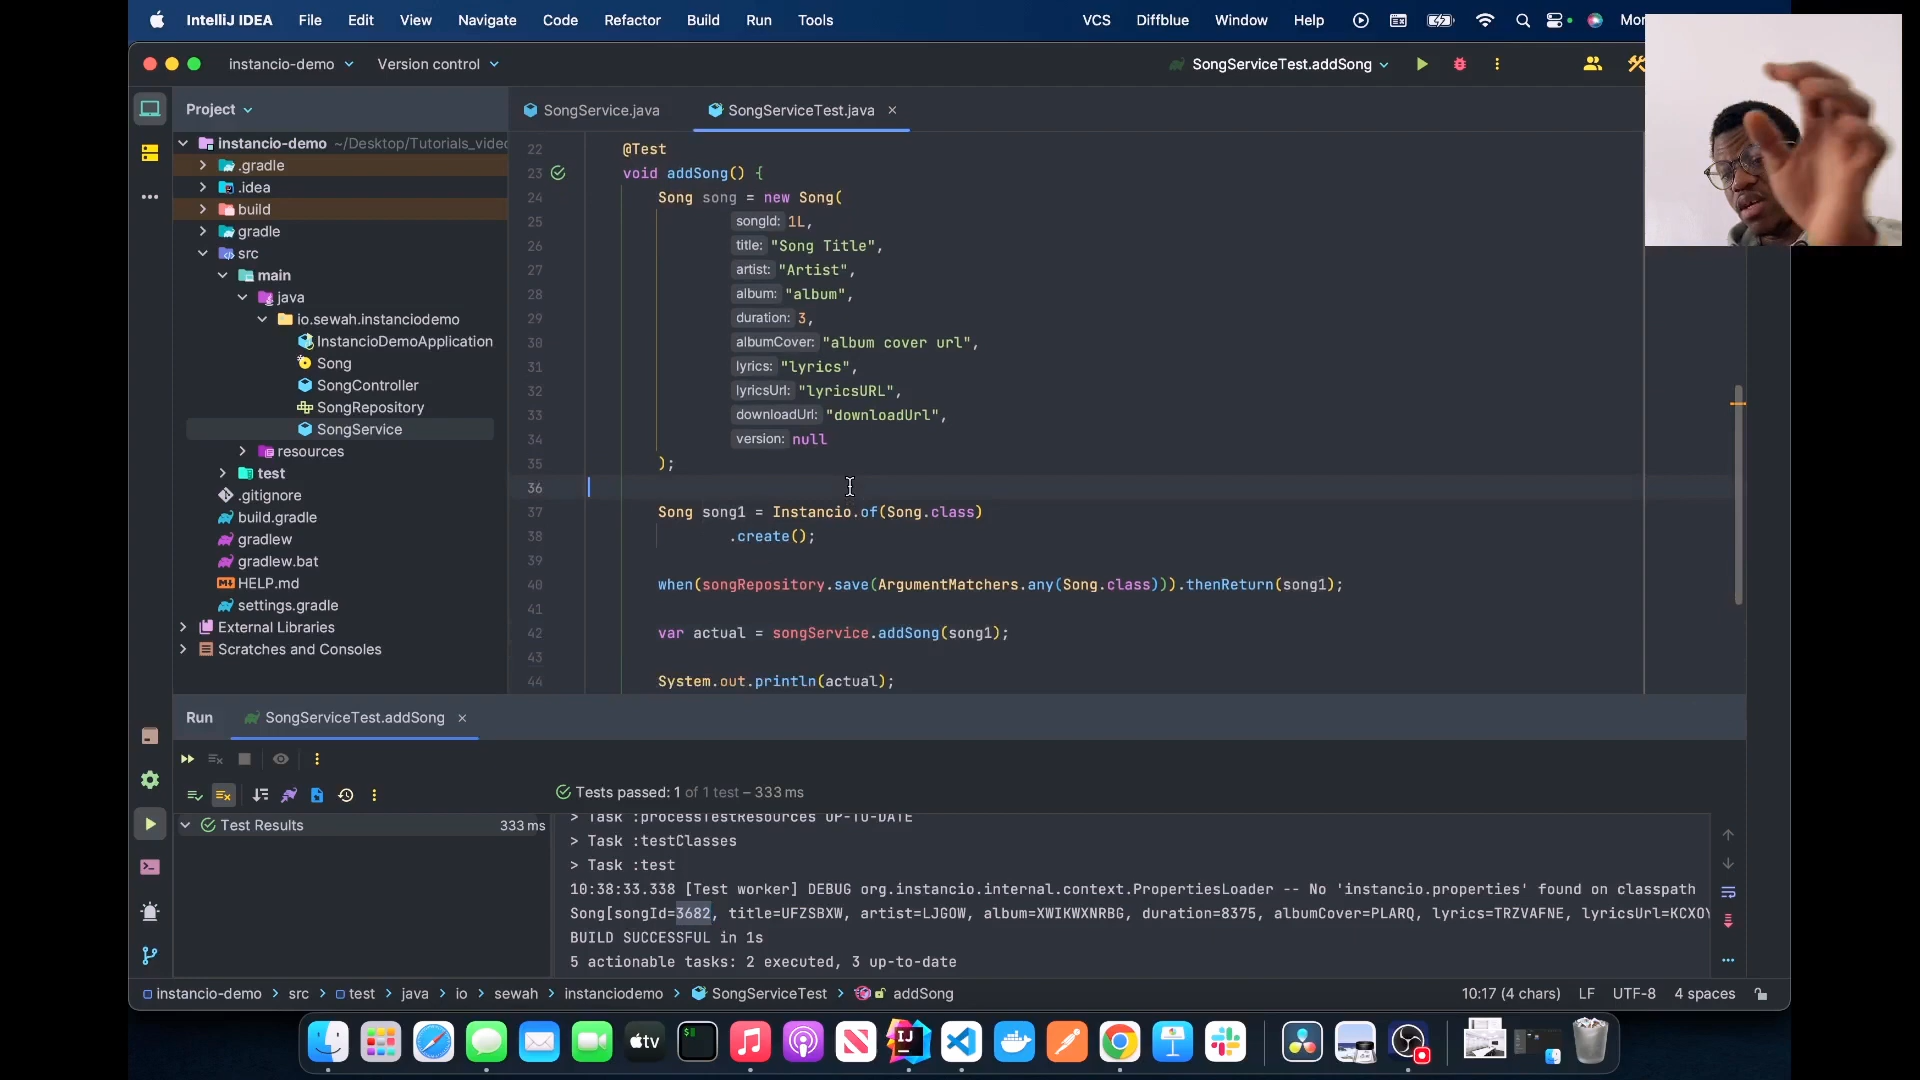 IntelliJ IDEA File Edit View Navigate Code Refactor Build Run Tools VCS Diffblue Window Help
instancio-demo Version control SongServiceTest.addSong
Project
SongService.java SongServiceTest.java
instancio-demo ~/Desktop/Tutorials_video
.gradle
.idea
build
gradle
src
main
java
io.sewah.instanciodemo
InstancioDemoApplication
Song
SongController
SongRepository
SongService
resources
test
.gitignore
build.gradle
gradlew
gradlew.bat
HELP.md
settings.gradle
External Libraries
Scratches and Consoles
22 @Test
23 void addSong() {
24 Song song = new Song(
25 songId: 1L,
26 title: "Song Title",
27 artist: "Artist",
28 album: "album",
29 duration: 3,
30 albumCover: "album cover url",
31 lyrics: "lyrics",
32 lyricsUrl: "lyricsURL",
33 downloadUrl: "downloadUrl",
34 version: null
35 );
36
37 Song song1 = Instancio.of(Song.class)
38 .create();
39
40 when(songRepository.save(ArgumentMatchers.any(Song.class))).thenReturn(song1);
41
42 var actual = songService.addSong(song1);
43
44 System.out.println(actual);
Run SongServiceTest.addSong
Tests passed: 1 of 1 test – 333 ms
Test Results 333 ms
> Task :processTestResources UP-TO-DATE
> Task :testClasses
> Task :test
10:38:33.338 [Test worker] DEBUG org.instancio.internal.context.PropertiesLoader -- No 'instancio.properties' found on classpath
Song[songId=3682, title=UFZSBXW, artist=LJGOW, album=XWIKWXNRBG, duration=8375, albumCover=PLARQ, lyrics=TRZVAFNE, lyricsUrl=KCXOY
BUILD SUCCESSFUL in 1s
5 actionable tasks: 2 executed, 3 up-to-date
instancio-demo > src > test > java > io > sewah > instanciodemo > SongServiceTest > addSong 10:17 (4 chars) LF UTF-8 4 spaces
tv